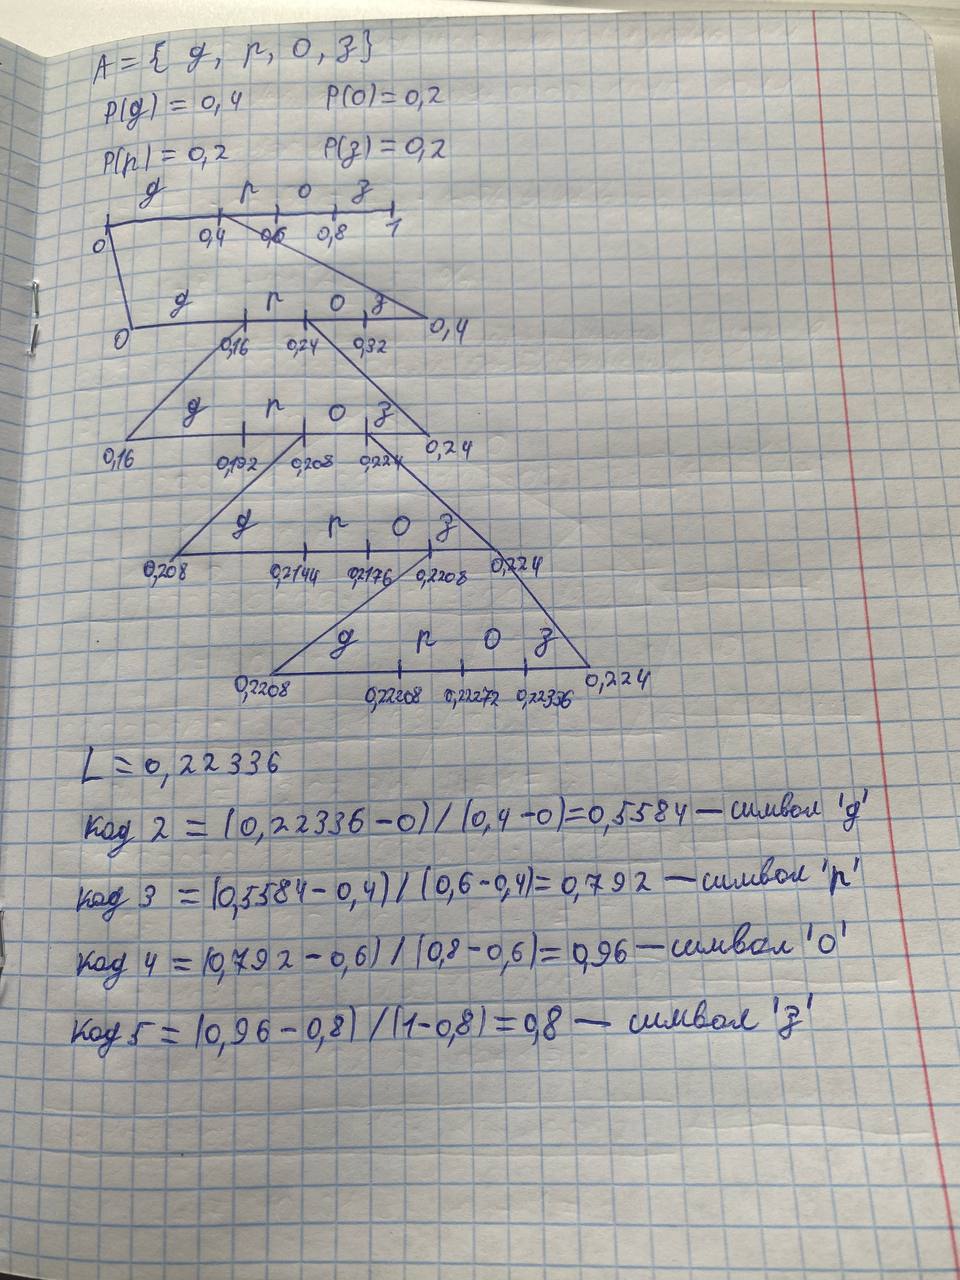 A = { д, р, о, з }
P(д) = 0,4 P(о) = 0,2
P(р) = 0,2 P(з) = 0,2
д р о з
0 0,4 0,6 0,8 1
д р о з
0 0,16 0,24 0,32 0,4
д р о з
0,16 0,192 0,208 0,224 0,24
д р о з
0,208 0,2144 0,2176 0,2208 0,224
д р о з
0,2208 0,22208 0,22272 0,22336 0,224
L = 0,22336
Код 2 = (0,22336 - 0) / (0,4 - 0) = 0,5584 — символ 'д'
Код 3 = (0,5584 - 0,4) / (0,6 - 0,4) = 0,792 — символ 'р'
Код 4 = (0,792 - 0,6) / (0,8 - 0,6) = 0,96 — символ 'о'
Код 5 = (0,96 - 0,8) / (1 - 0,8) = 0,8 — символ 'з'